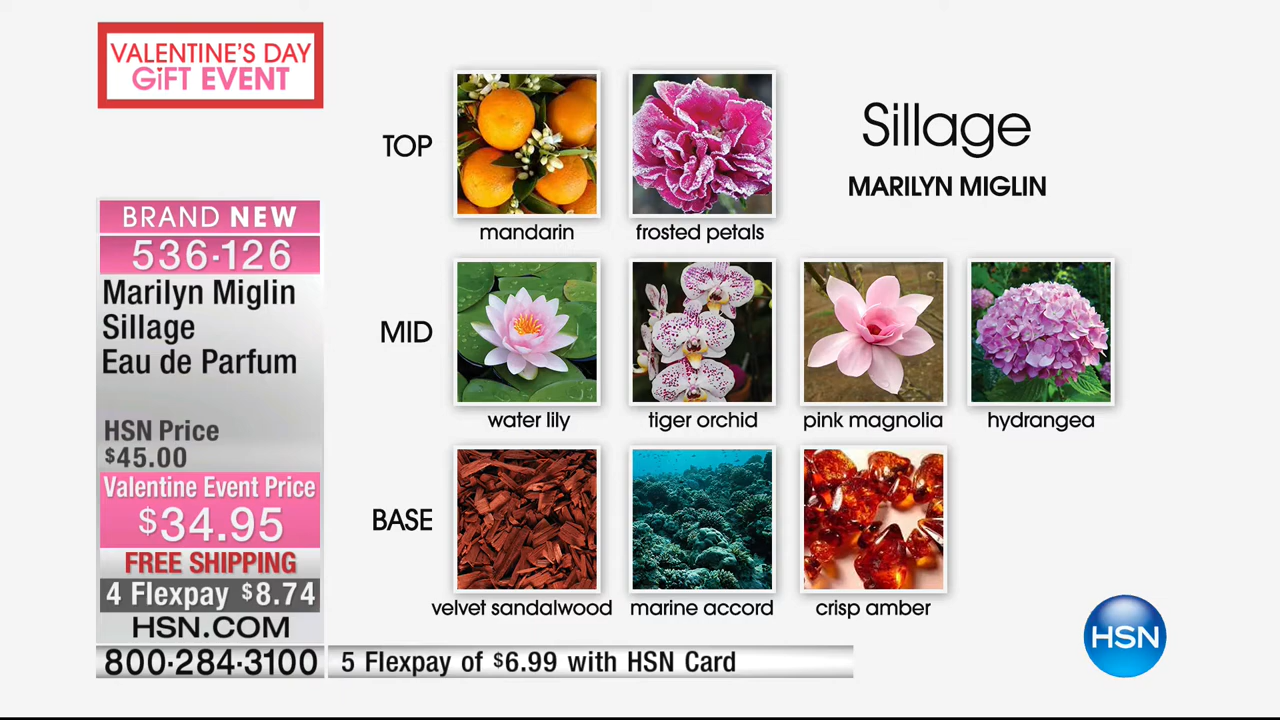 VALENTINE'S DAY
GiFT EVENT
BRAND NEW
536·126
Marilyn Miglin
Sillage
Eau de Parfum
HSN Price
$45.00
Valentine Event Price
$34.95
FREE SHIPPING
4 Flexpay $8.74
HSN.COM
800·284·3100
5 Flexpay of $6.99 with HSN Card
Sillage
MARILYN MIGLIN
TOP
mandarin
frosted petals
MID
water lily
tiger orchid
pink magnolia
hydrangea
BASE
velvet sandalwood
marine accord
crisp amber
HSN